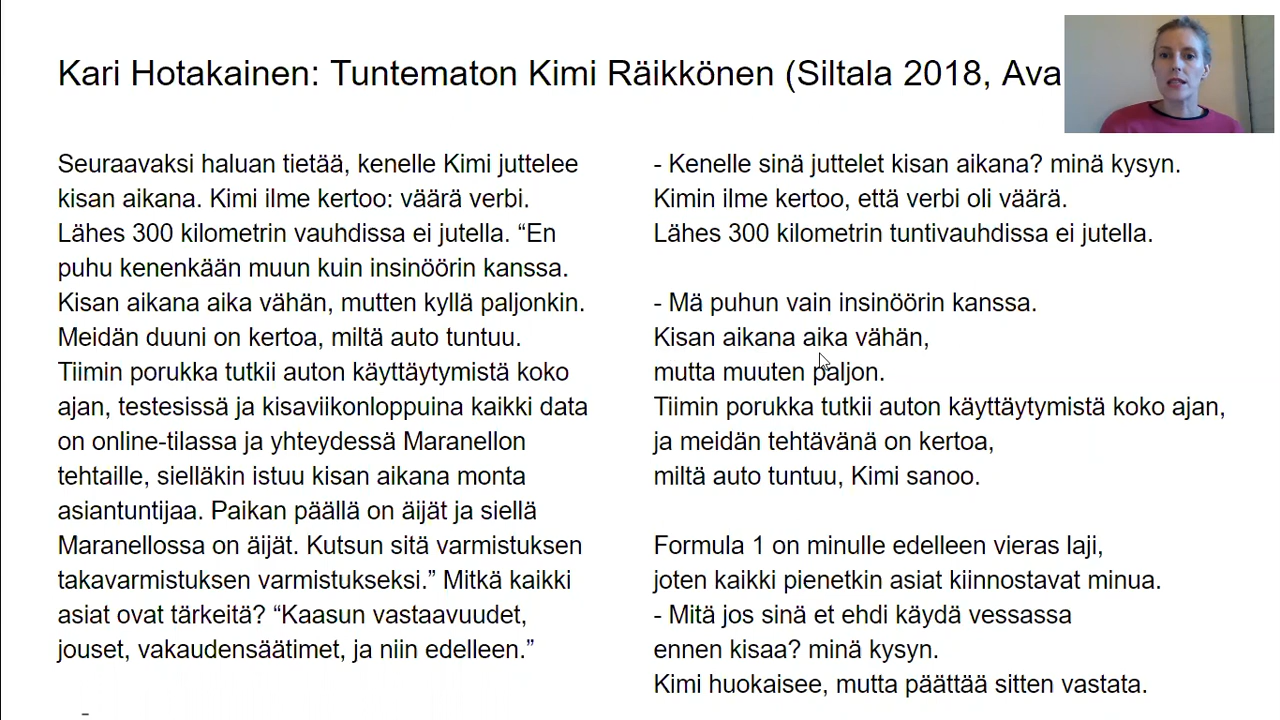 Kari Hotakainen: Tuntematon Kimi Räikkönen (Siltala 2018, Ava
Seuraavaksi haluan tietää, kenelle Kimi juttelee
kisan aikana. Kimi ilme kertoo: väärä verbi.
Lähes 300 kilometrin vauhdissa ei jutella. “En
puhu kenenkään muun kuin insinöörin kanssa.
Kisan aikana aika vähän, mutten kyllä paljonkin.
Meidän duuni on kertoa, miltä auto tuntuu.
Tiimin porukka tutkii auton käyttäytymistä koko
ajan, testesissä ja kisaviikonloppuina kaikki data
on online-tilassa ja yhteydessä Maranellon
tehtaille, sielläkin istuu kisan aikana monta
asiantuntijaa. Paikan päällä on äijät ja siellä
Maranellossa on äijät. Kutsun sitä varmistuksen
takavarmistuksen varmistukseksi.” Mitkä kaikki
asiat ovat tärkeitä? “Kaasun vastaavuudet,
jouset, vakaudensäätimet, ja niin edelleen.”
- Kenelle sinä juttelet kisan aikana? minä kysyn.
Kimin ilme kertoo, että verbi oli väärä.
Lähes 300 kilometrin tuntivauhdissa ei jutella.
- Mä puhun vain insinöörin kanssa.
Kisan aikana aika vähän,
mutta muuten paljon.
Tiimin porukka tutkii auton käyttäytymistä koko ajan,
ja meidän tehtävänä on kertoa,
miltä auto tuntuu, Kimi sanoo.
Formula 1 on minulle edelleen vieras laji,
joten kaikki pienetkin asiat kiinnostavat minua.
- Mitä jos sinä et ehdi käydä vessassa
ennen kisaa? minä kysyn.
Kimi huokaisee, mutta päättää sitten vastata.